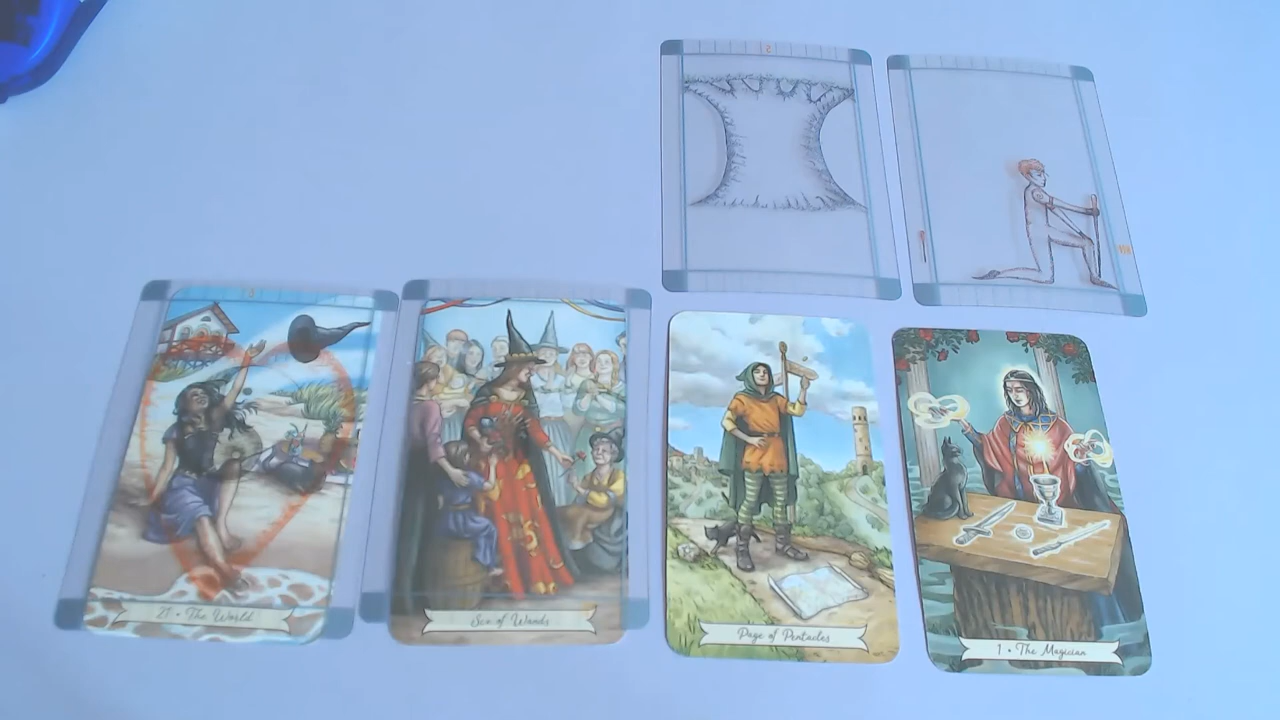 21 • The World
Six of Wands
Page of Pentacles
1 • The Magician